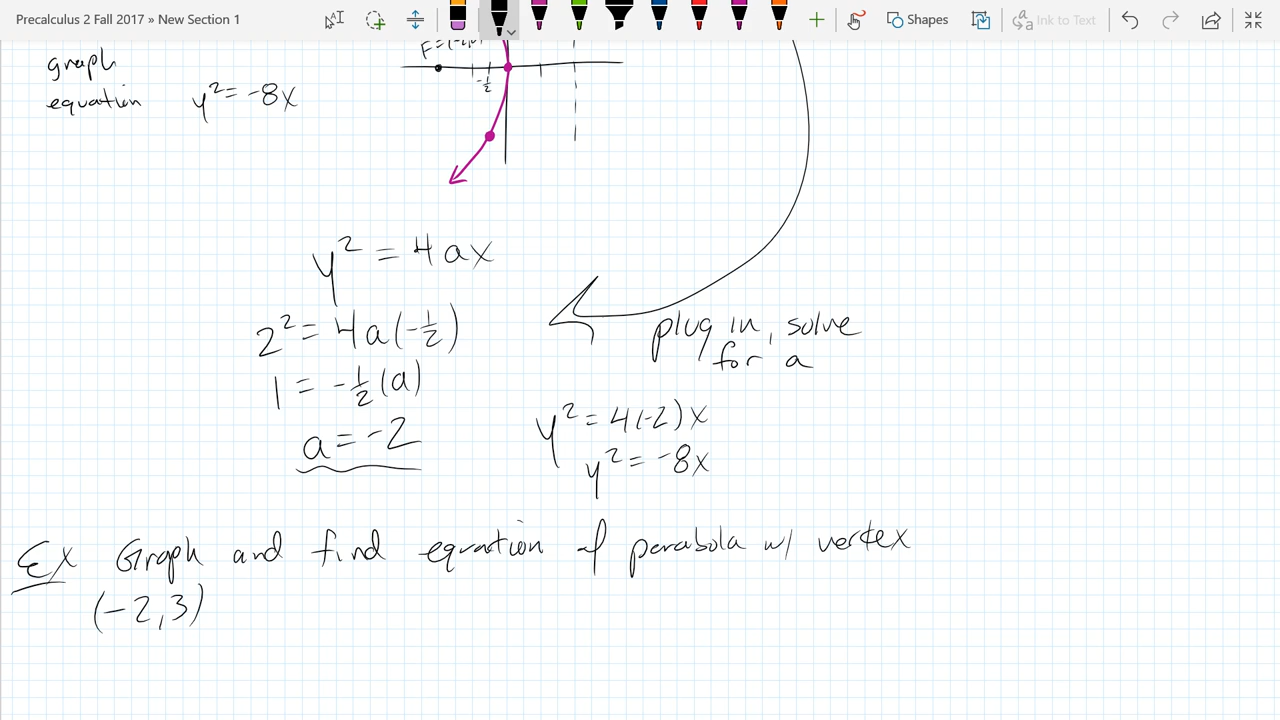 Precalculus 2 Fall 2017 » New Section 1
Shapes
Ink to Text
graph
equation y² = -8x
-1/2
y² = 4ax
2² = 4a(-1/2)
1 = -1/2(a)
a = -2
plug in, solve
for a
y² = 4(-2)x
y² = -8x
Ex Graph and find equation of parabola w/ vertex
(-2,3)